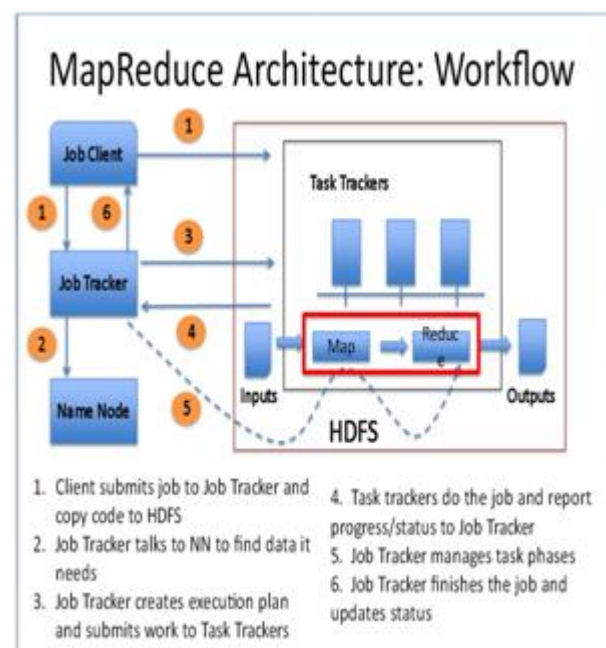 MapReduce Architecture: Workflow
1
Job Client
Task Trackers
1
6
3
Job Tracker
4
2
Map
Reduc
e
Inputs
Outputs
5
Name Node
HDFS
1. Client submits job to Job Tracker and
copy code to HDFS
2. Job Tracker talks to NN to find data it
needs
3. Job Tracker creates execution plan
and submits work to Task Trackers
4. Task trackers do the job and report
progress/status to Job Tracker
5. Job Tracker manages task phases
6. Job Tracker finishes the job and
updates status